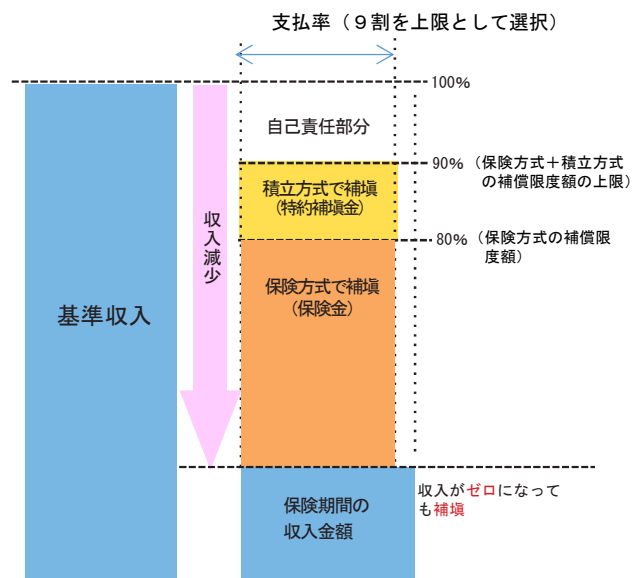 支払率（９割を上限として選択）
100%
自己責任部分
90%
（保険方式＋積立方式
の補償限度額の上限）
積立方式で補塡
（特約補塡金）
80%
（保険方式の補償限
度額）
収入減少
保険方式で補塡
（保険金）
基準収入
収入がゼロになって
も補塡
保険期間の
収入金額